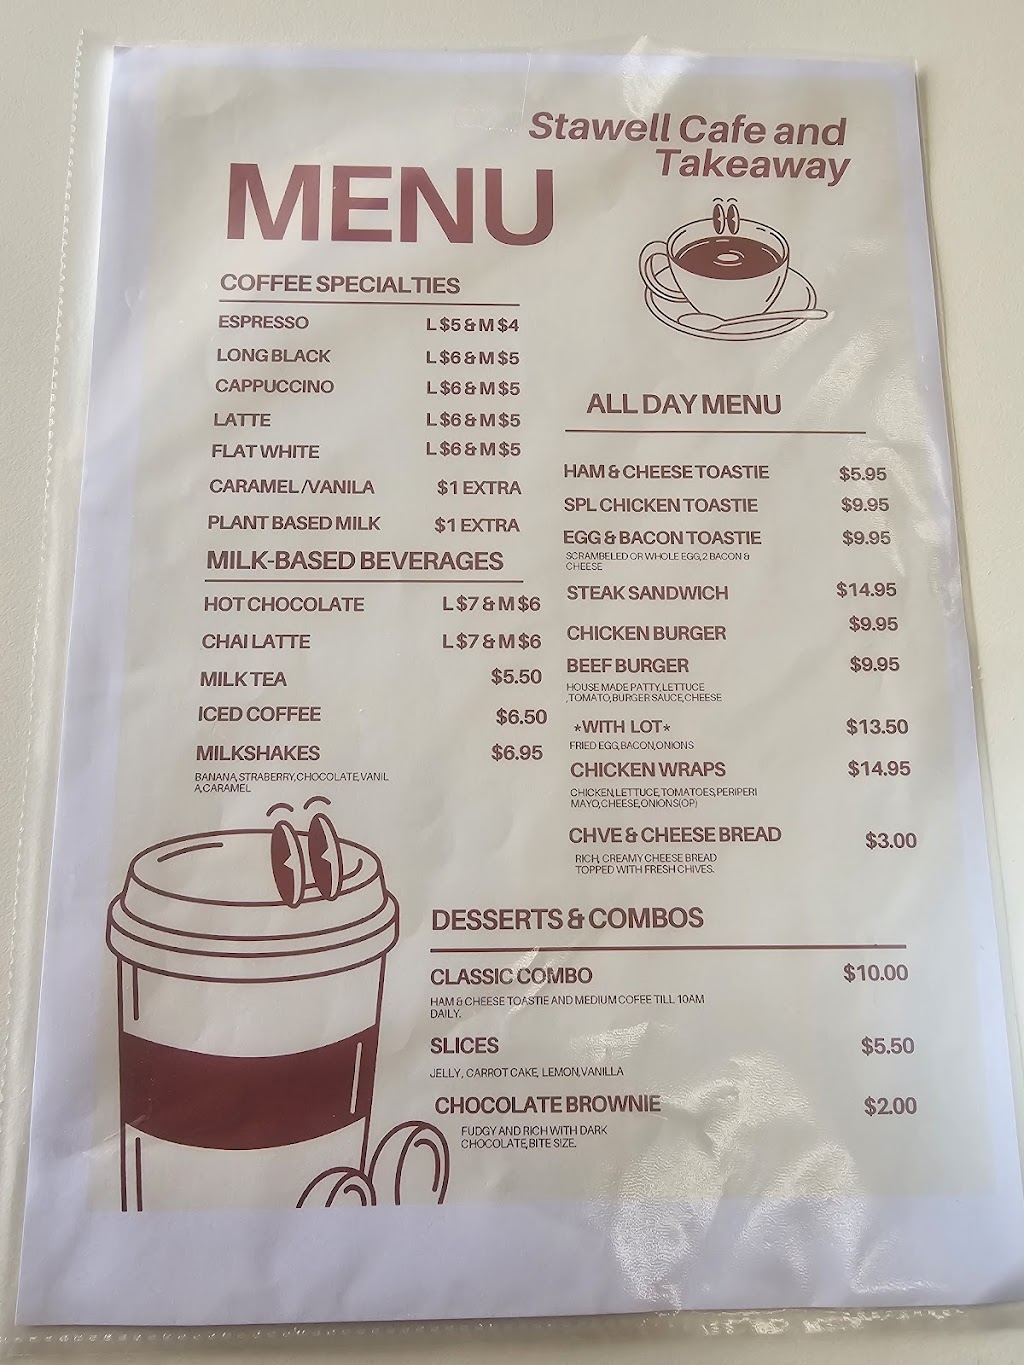 Stawell Cafe and
Takeaway
MENU
COFFEE SPECIALTIES
ESPRESSO L $5 & M $4
LONG BLACK L $6 & M $5
CAPPUCCINO L $6 & M $5
LATTE L $6 & M $5
FLAT WHITE L $6 & M $5
CARAMEL/VANILA $1 EXTRA
PLANT BASED MILK $1 EXTRA
MILK-BASED BEVERAGES
HOT CHOCOLATE L $7 & M $6
CHAI LATTE L $7 & M $6
MILK TEA $5.50
ICED COFFEE $6.50
MILKSHAKES $6.95
BANANA, STRABERRY, CHOCOLATE, VANIL
A, CARAMEL
ALL DAY MENU
HAM & CHEESE TOASTIE $5.95
SPL CHICKEN TOASTIE $9.95
EGG & BACON TOASTIE $9.95
SCRAMBELED OR WHOLE EGG, 2 BACON &
CHEESE
STEAK SANDWICH $14.95
CHICKEN BURGER $9.95
BEEF BURGER $9.95
HOUSE MADE PATTY, LETTUCE
,TOMATO, BURGER SAUCE, CHEESE
*WITH LOT* $13.50
FRIED EGG, BACON, ONIONS
CHICKEN WRAPS $14.95
CHICKEN, LETTUCE, TOMATOES, PERIPERI
MAYO, CHEESE, ONIONS(OP)
CHVE & CHEESE BREAD $3.00
RICH, CREAMY CHEESE BREAD
TOPPED WITH FRESH CHIVES.
DESSERTS & COMBOS
CLASSIC COMBO $10.00
HAM & CHEESE TOASTIE AND MEDIUM COFEE TILL 10AM
DAILY.
SLICES $5.50
JELLY, CARROT CAKE, LEMON, VANILLA
CHOCOLATE BROWNIE $2.00
FUDGY AND RICH WITH DARK
CHOCOLATE, BITE SIZE.